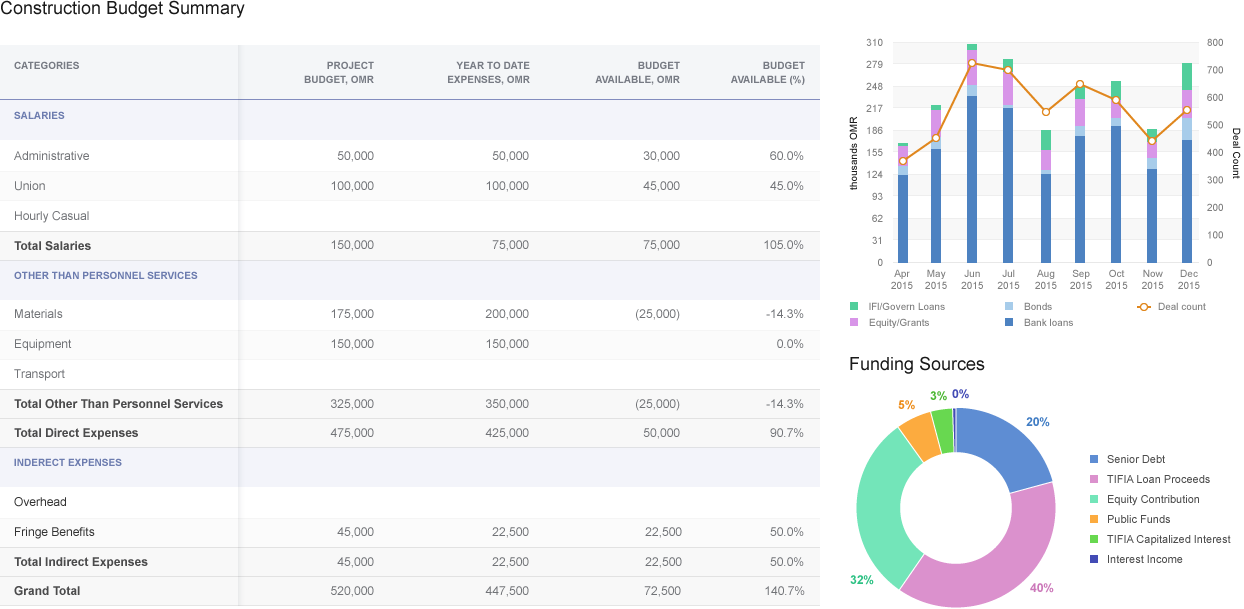 Construction Budget Summary
CATEGORIES PROJECT BUDGET, OMR YEAR TO DATE EXPENSES, OMR BUDGET AVAILABLE, OMR BUDGET AVAILABLE (%)
SALARIES
Administrative 50,000 50,000 30,000 60.0%
Union 100,000 100,000 45,000 45.0%
Hourly Casual
Total Salaries 150,000 75,000 75,000 105.0%
OTHER THAN PERSONNEL SERVICES
Materials 175,000 200,000 (25,000) -14.3%
Equipment 150,000 150,000 0.0%
Transport
Total Other Than Personnel Services 325,000 350,000 (25,000) -14.3%
Total Direct Expenses 475,000 425,000 50,000 90.7%
INDERECT EXPENSES
Overhead
Fringe Benefits 45,000 22,500 22,500 50.0%
Total Indirect Expenses 45,000 22,500 22,500 50.0%
Grand Total 520,000 447,500 72,500 140.7%
thousands OMR
310
279
248
217
186
155
124
93
62
31
0
800
700
600
500
400
300
200
100
0
Deal Count
Apr May Jun Jul Aug Sep Oct Now Dec
2015 2015 2015 2015 2015 2015 2015 2015 2015
IFI/Govern Loans Bonds Deal count
Equity/Grants Bank loans
Funding Sources
5% 3% 0%
20%
32%
40%
Senior Debt
TIFIA Loan Proceeds
Equity Contribution
Public Funds
TIFIA Capitalized Interest
Interest Income